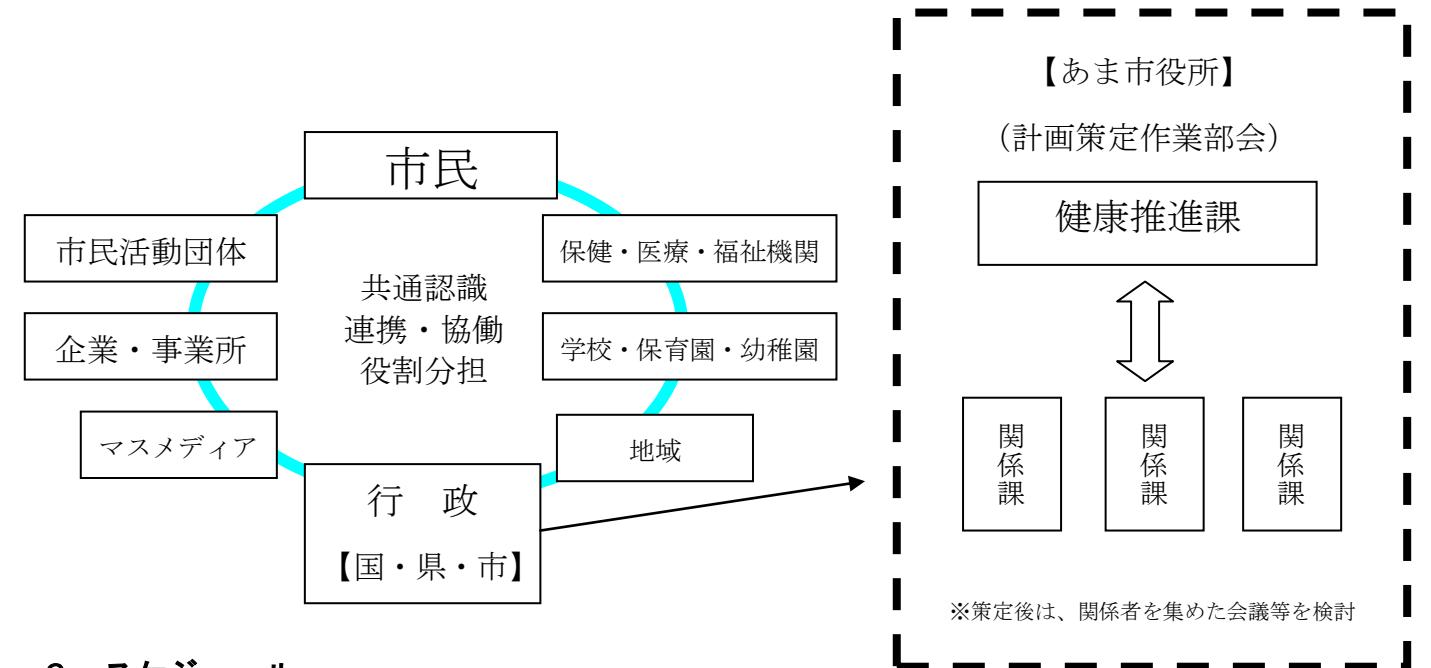 市民
市民活動団体
企業・事業所
マスメディア
共通認識
連携・協働
役割分担
保健・医療・福祉機関
学校・保育園・幼稚園
地域
行　政
【国・県・市】
【あま市役所】
（計画策定作業部会）
健康推進課
関係課
関係課
関係課
※策定後は、関係者を集めた会議等を検討